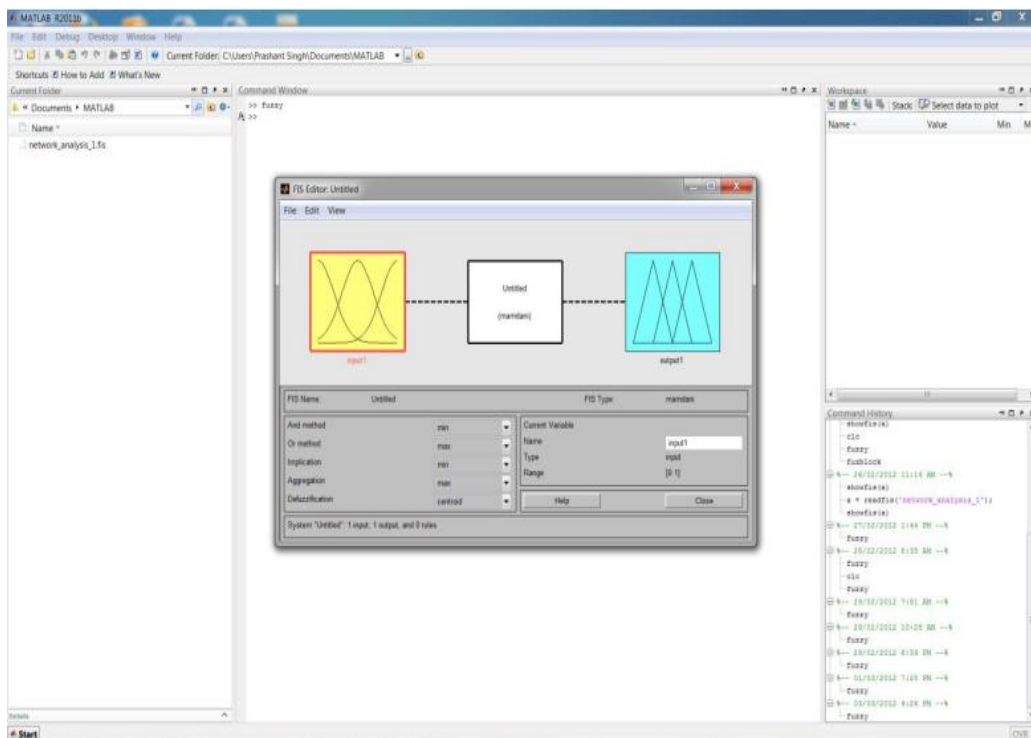 MATLAB R2011b
File Edit Debug Desktop Window Help
Current Folder: C:\Users\Prashant Singh\Documents\MATLAB
Shortcuts How to Add What's New
Current Folder
Documents MATLAB
Name
network_analysis_1.fis
Details
Start
Command Window
>> fuzzy
>>
FIS Editor: Untitled
File Edit View
input1
Untitled
(mamdani)
output1
FIS Name: Untitled
FIS Type: mamdani
And method min
Or method max
Implication min
Aggregation max
Defuzzification centroid
Current Variable
Name input1
Type input
Range [0 1]
Help Close
System "Untitled": 1 input, 1 output, and 0 rules
Workspace
Stack: Select data to plot
Name Value Min M
Command History
showfis(a)
clc
fuzzy
fuzblock
showfis(a)
a = readfis('network_analysis_1');
showfis(a)
fuzzy
fuzzy
clc
fuzzy
fuzzy
fuzzy
fuzzy
fuzzy
fuzzy
OVR